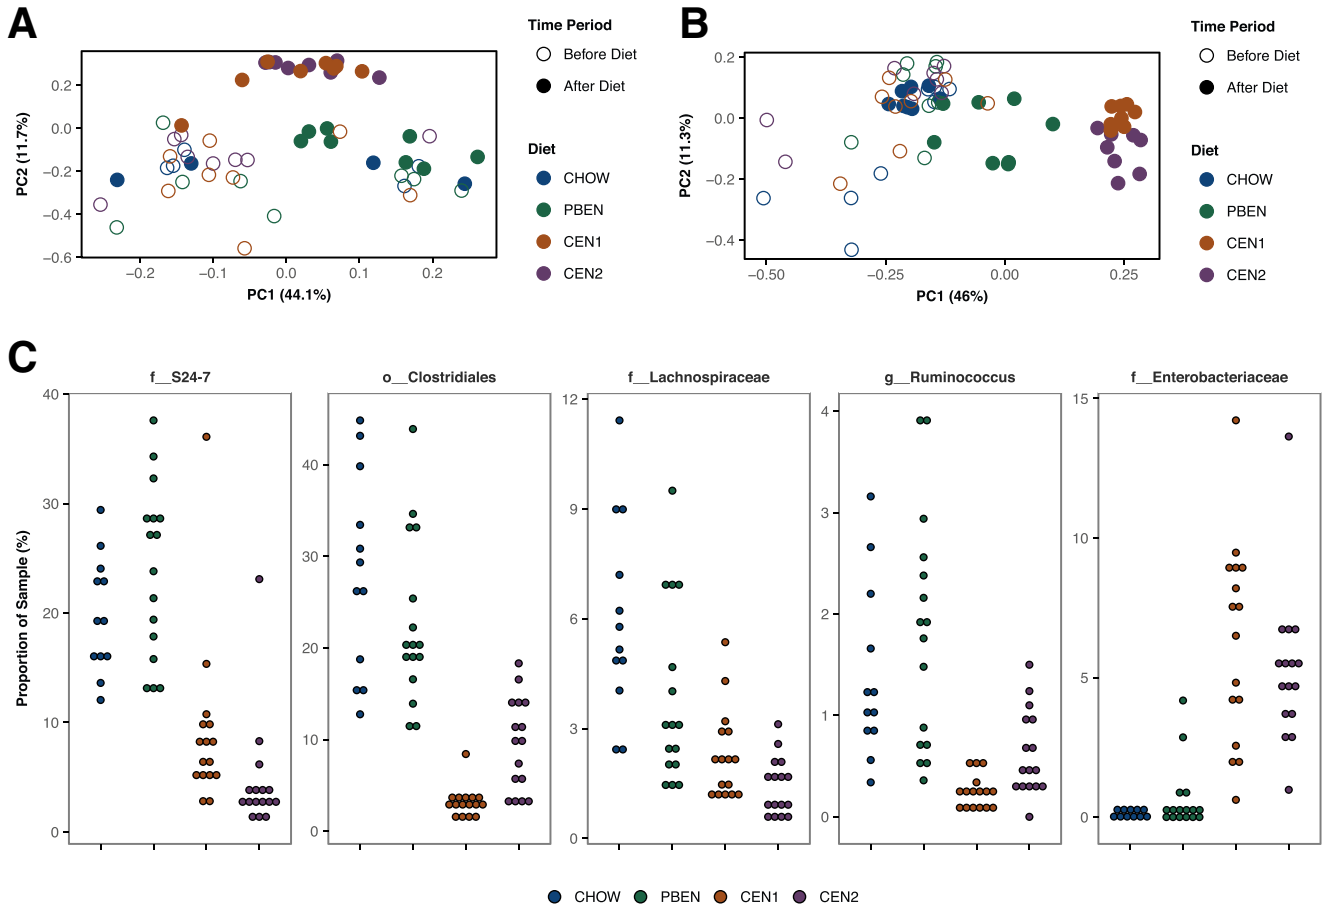 A
Time Period
Before Diet
After Diet
Diet
CHOW
PBEN
CEN1
CEN2
PC2 (11.7%)
0.2
0.0
−0.2
−0.4
−0.6
−0.2
−0.1
0.0
0.1
0.2
PC1 (44.1%)
B
Time Period
Before Diet
After Diet
Diet
CHOW
PBEN
CEN1
CEN2
PC2 (11.3%)
0.2
0.0
−0.2
−0.4
−0.50
−0.25
0.00
0.25
PC1 (46%)
C
Proportion of Sample (%)
f__S24-7
40
30
20
10
0
o__Clostridiales
40
30
20
10
0
f__Lachnospiraceae
12
9
6
3
0
g__Ruminococcus
4
3
2
1
0
f__Enterobacteriaceae
15
10
5
0
CHOW
PBEN
CEN1
CEN2